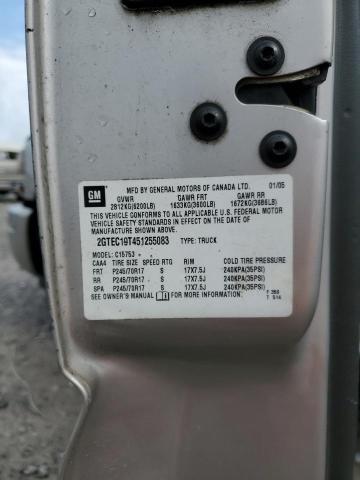 GM
MFD BY GENERAL MOTORS OF CANADA LTD. 01/05
GVWR GAWR FRT GAWR RR
2812KG(6200LB) 1633KG(3600LB) 1672KG(3686LB)
THIS VEHICLE CONFORMS TO ALL APPLICABLE U.S. FEDERAL MOTOR
VEHICLE SAFETY STANDARDS IN EFFECT ON THE DATE
OF MANUFACTURE SHOWN ABOVE.
2GTEC19T451255083 TYPE: TRUCK
MODEL: C15753
CAA4 TIRE SIZE SPEED RTG RIM COLD TIRE PRESSURE
FRT P245/70R17 S 17X7.5J 240KPA(35PSI)
RR P245/70R17 S 17X7.5J 240KPA(35PSI)
SPA P245/70R17 S 17X7.5J 240KPA(35PSI)
SEE OWNER'S MANUAL FOR MORE INFORMATION.